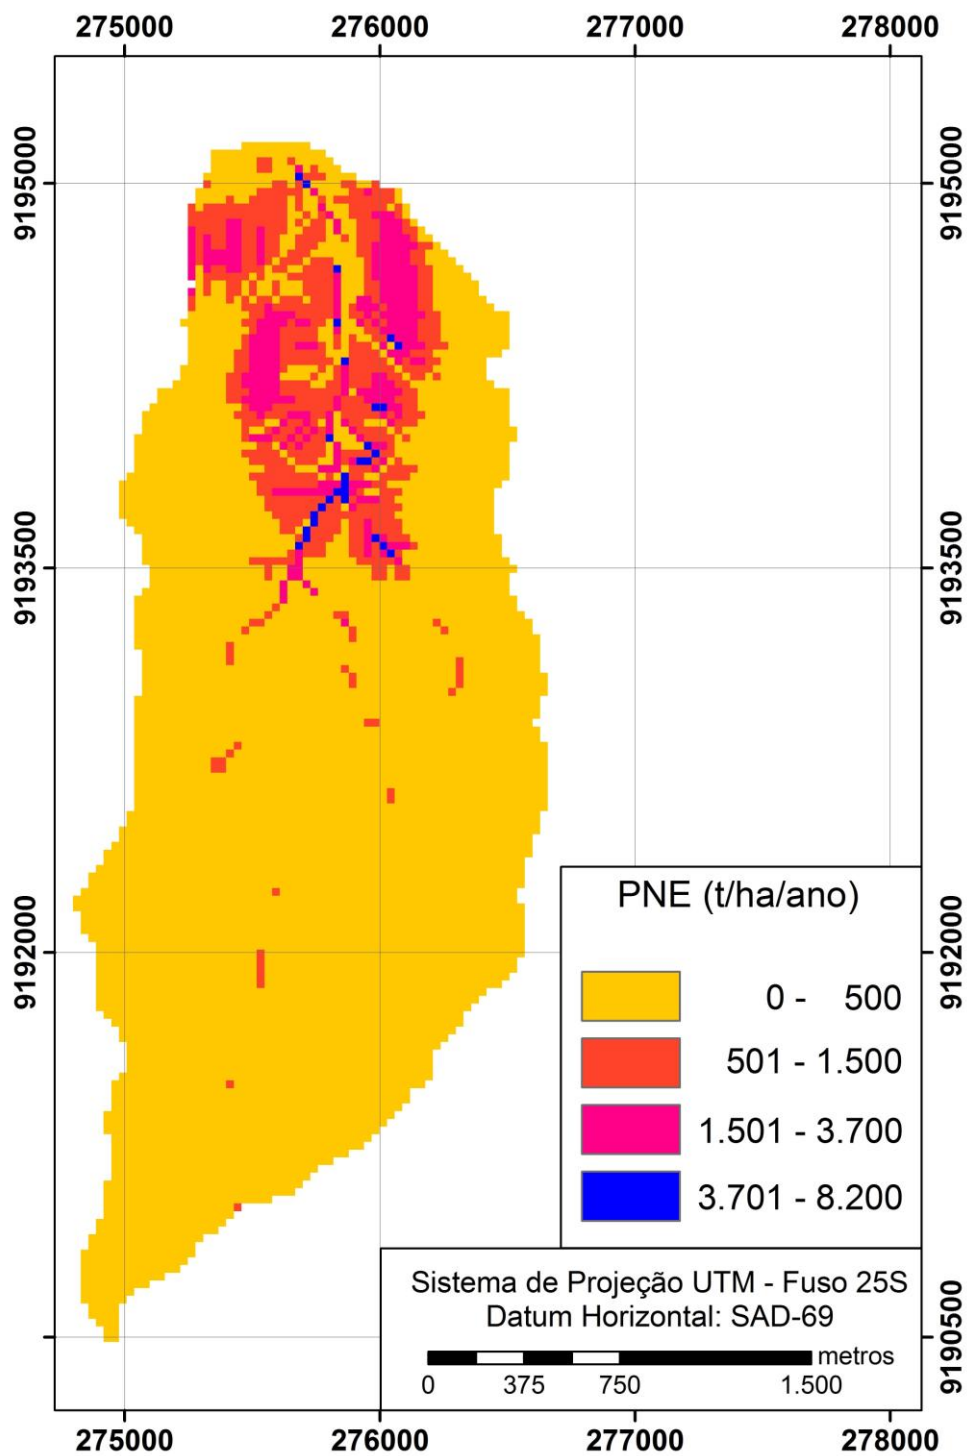 275000 276000 277000 278000
9195000 9195000
9193500 9193500
9192000 9192000
9190500
PNE (t/ha/ano)
0 - 500
501 - 1.500
1.501 - 3.700
3.701 - 8.200
Sistema de Projeção UTM - Fuso 25S
Datum Horizontal: SAD-69
metros
0 375 750 1.500
275000 276000 277000 278000